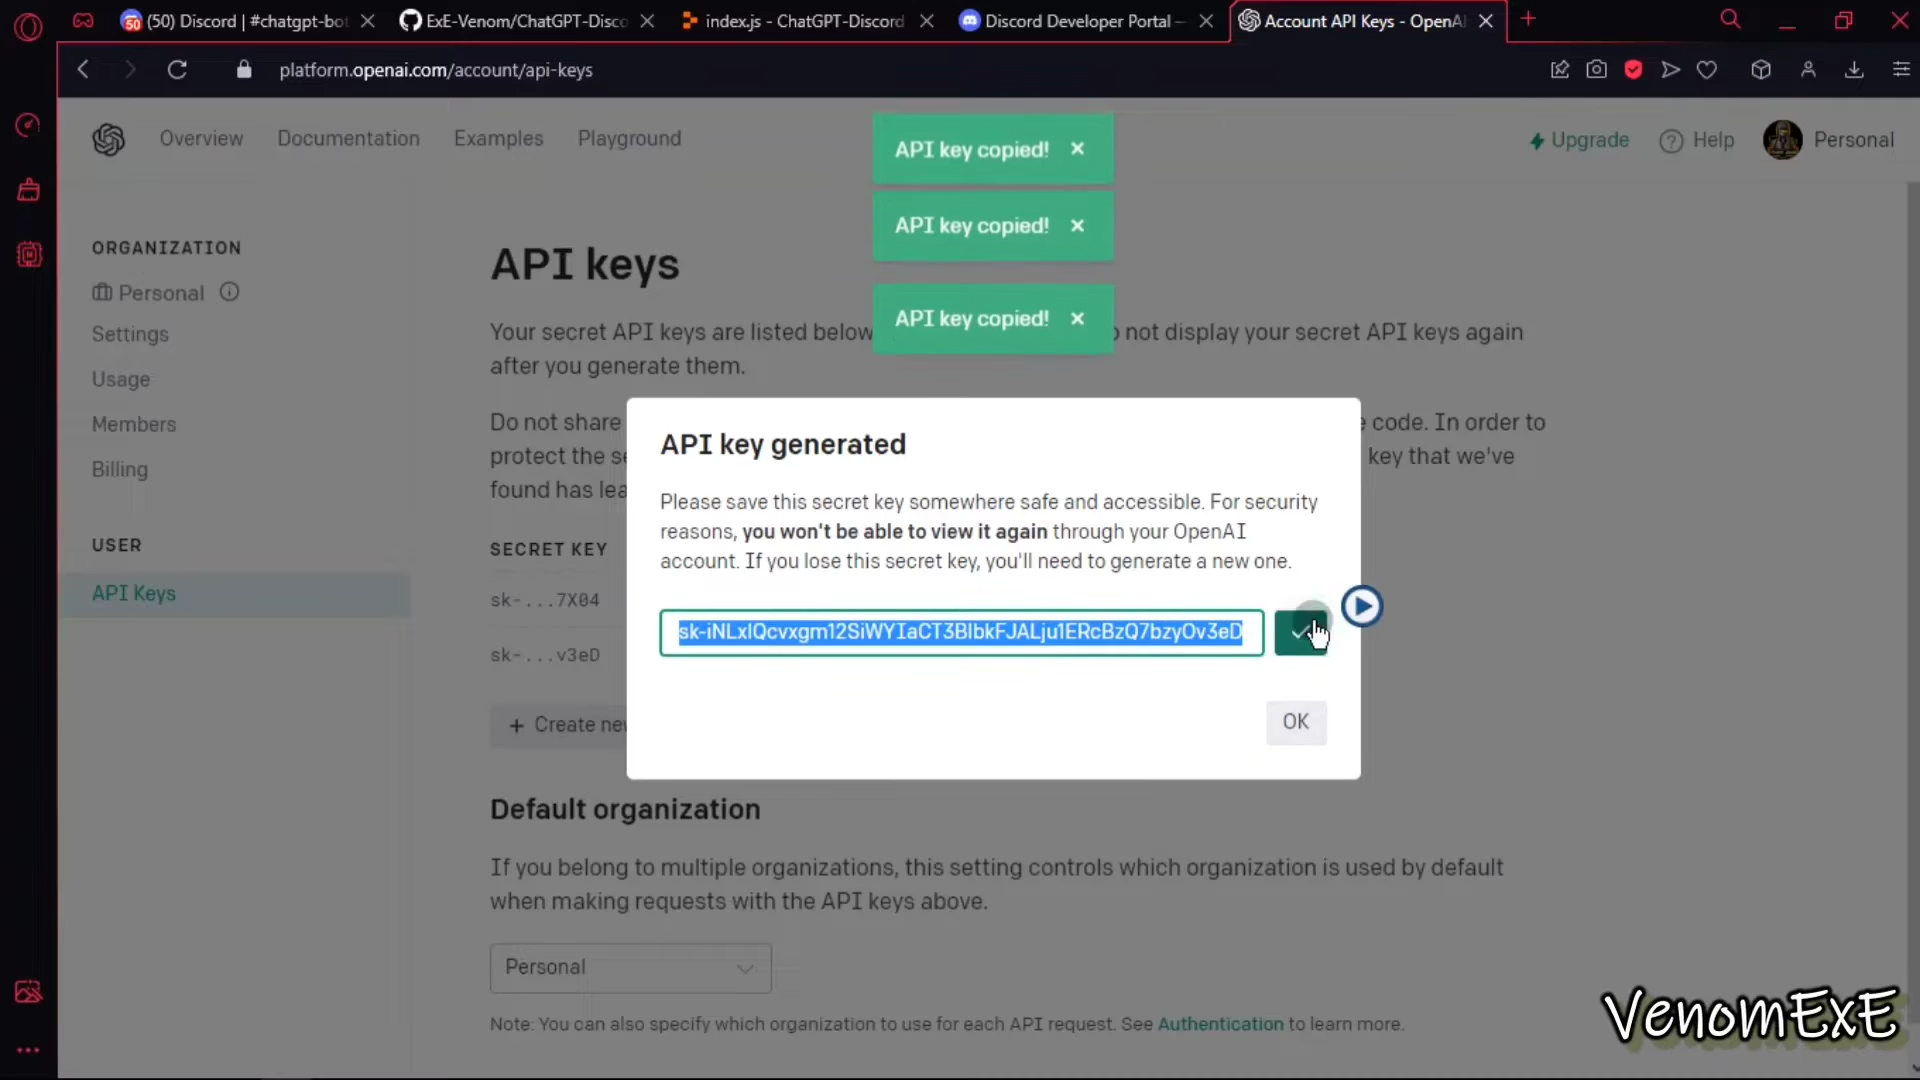 (50) Discord | #chatgpt-bot
ExE-Venom/ChatGPT-Disco
index.js - ChatGPT-Discord
Discord Developer Portal —
Account API Keys - OpenAI
platform.openai.com/account/api-keys
Overview
Documentation
Examples
Playground
Upgrade
Help
Personal
API key copied!
API key copied!
API key copied!
ORGANIZATION
Personal
Settings
Usage
Members
Billing
USER
API Keys
API keys
Your secret API keys are listed below not display your secret API keys again
after you generate them.
Do not share code. In order to
protect the key that we've
found has
SECRET KEY
sk-...7X04
sk-...v3eD
+ Create new
API key generated
Please save this secret key somewhere safe and accessible. For security
reasons, you won't be able to view it again through your OpenAI
account. If you lose this secret key, you'll need to generate a new one.
OK
Default organization
If you belong to multiple organizations, this setting controls which organization is used by default
when making requests with the API keys above.
Personal
Note: You can also specify which organization to use for each API request. See Authentication to learn more.
VenomExE